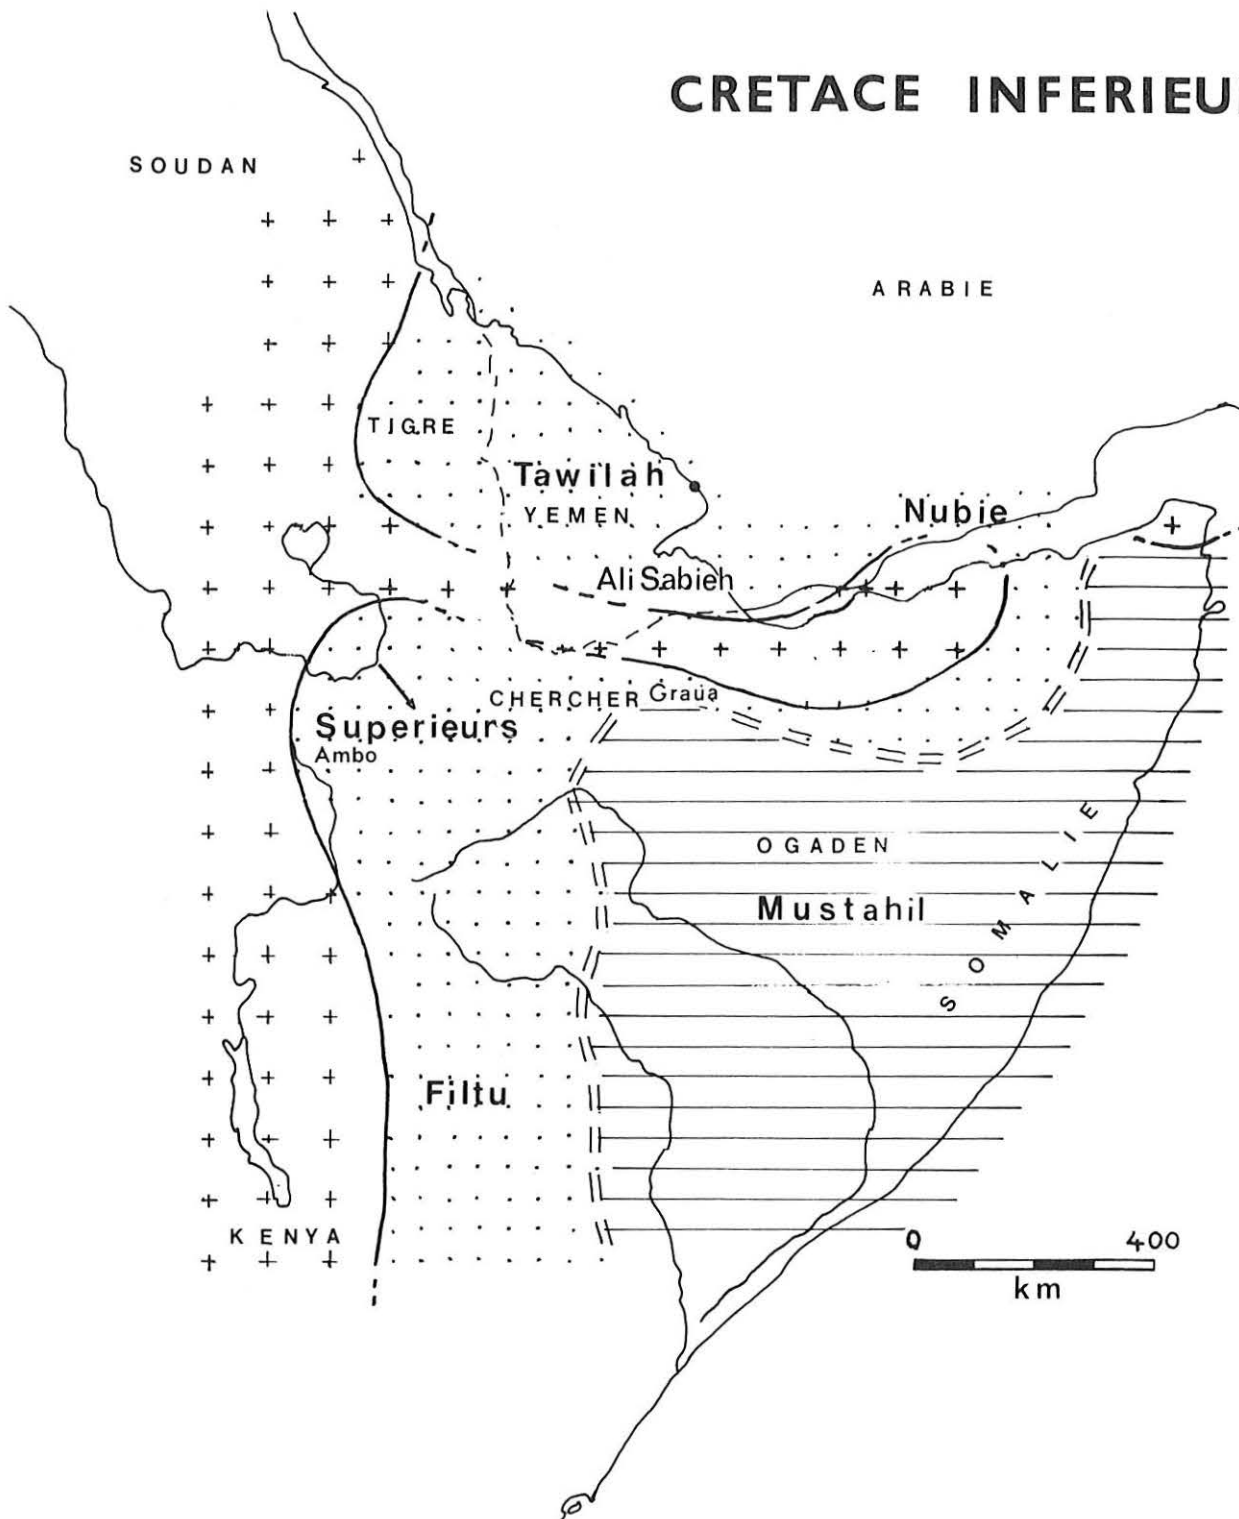 CRETACE INFERIEU
SOUDAN
ARABIE
TIGRE
Tawilah
YEMEN
Nubie
Ali Sabieh
CHERCHER Graua
Superieurs
Ambo
OGADEN
Mustahil
SOMALIE
Filtu
KENYA
0 400
km